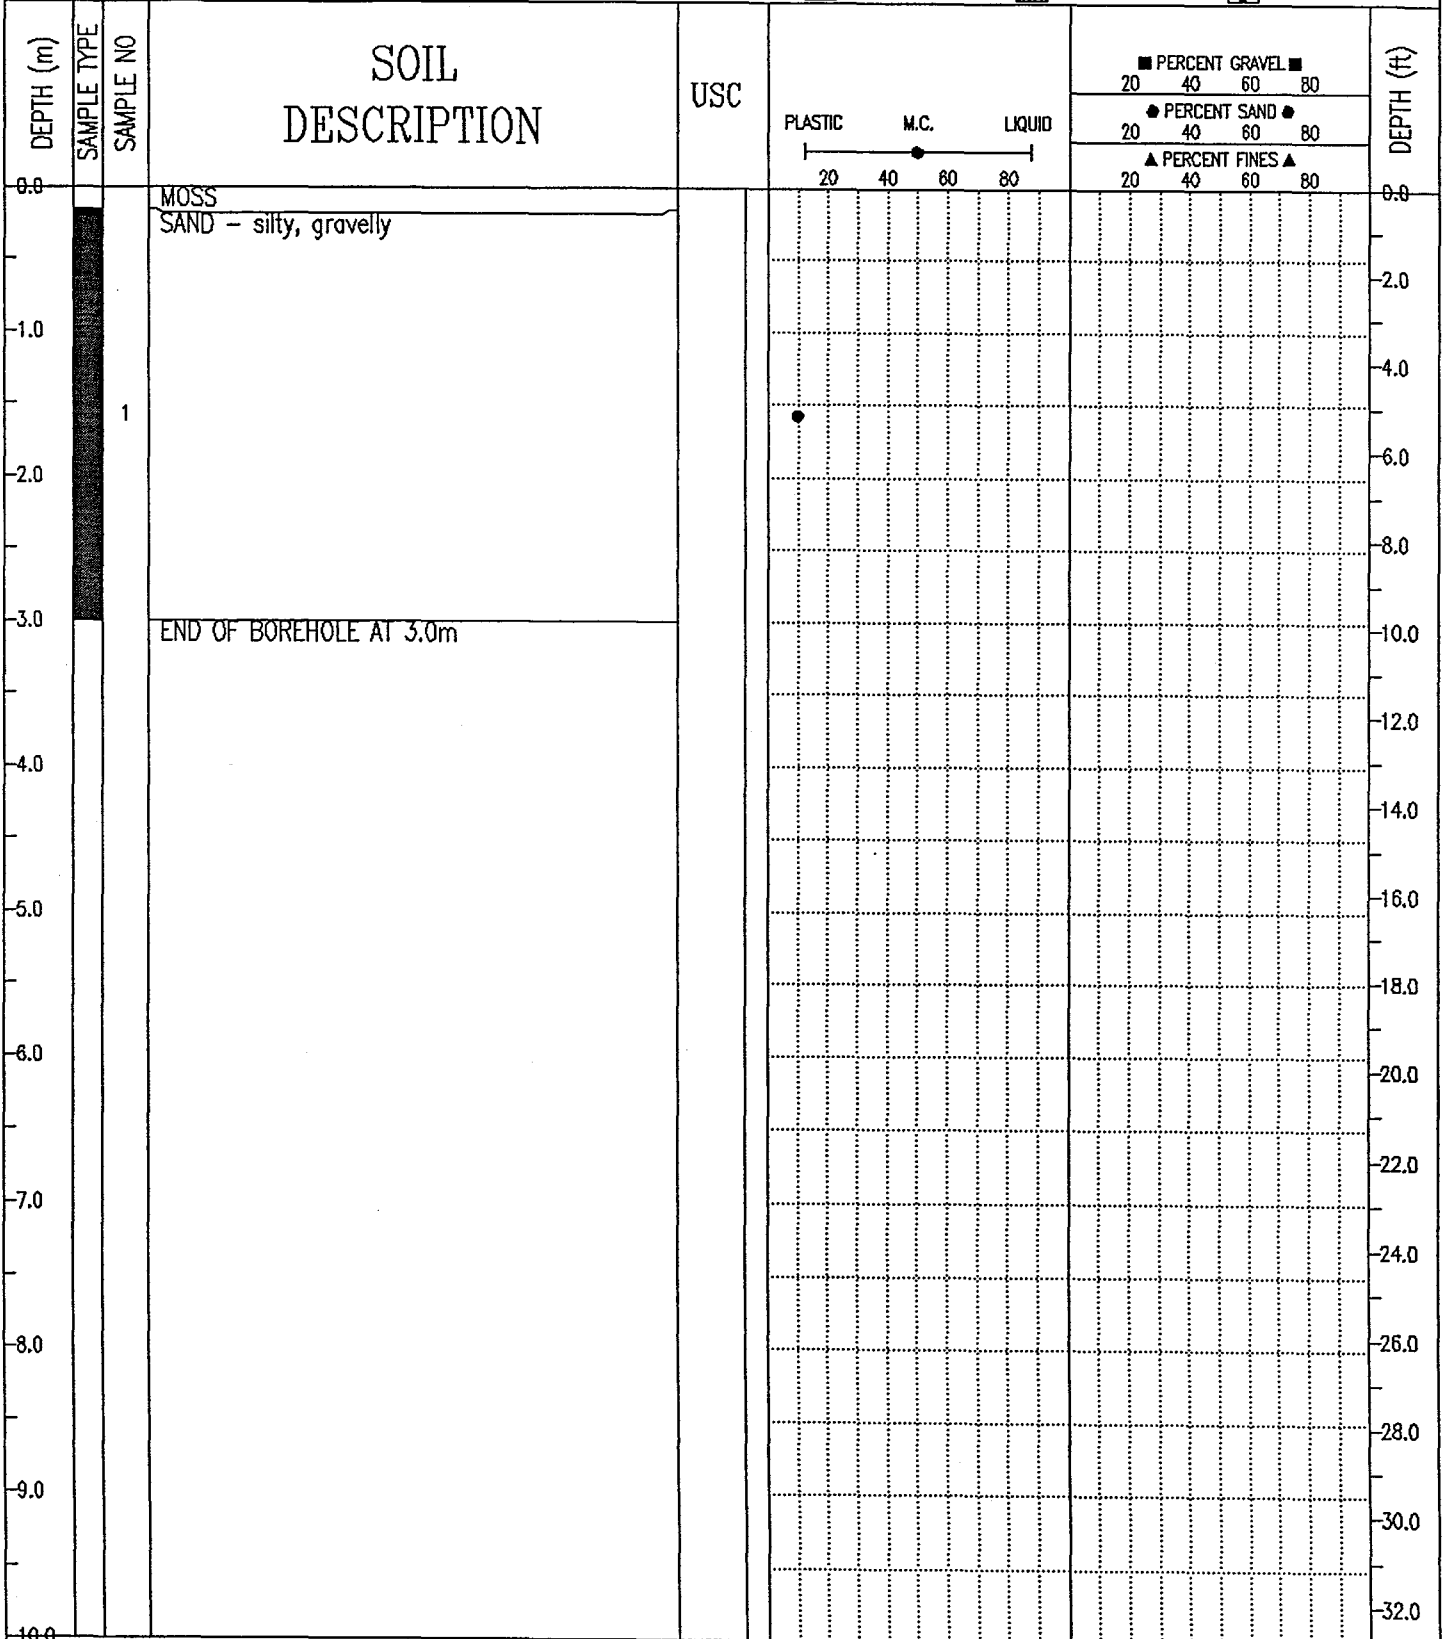 DEPTH (m)
SAMPLE TYPE
SAMPLE NO
SOIL
DESCRIPTION
USC
PLASTIC M.C. LIQUID
20 40 60 80
■ PERCENT GRAVEL ■
20 40 60 80
● PERCENT SAND ●
20 40 60 80
▲ PERCENT FINES ▲
20 40 60 80
DEPTH (ft)
0.0
MOSS
0.0
SAND – silty, gravelly
2.0
1.0
4.0
1
6.0
2.0
8.0
3.0
END OF BOREHOLE AT 3.0m
10.0
12.0
4.0
14.0
16.0
5.0
18.0
6.0
20.0
22.0
7.0
24.0
8.0
26.0
28.0
9.0
30.0
32.0
10.0